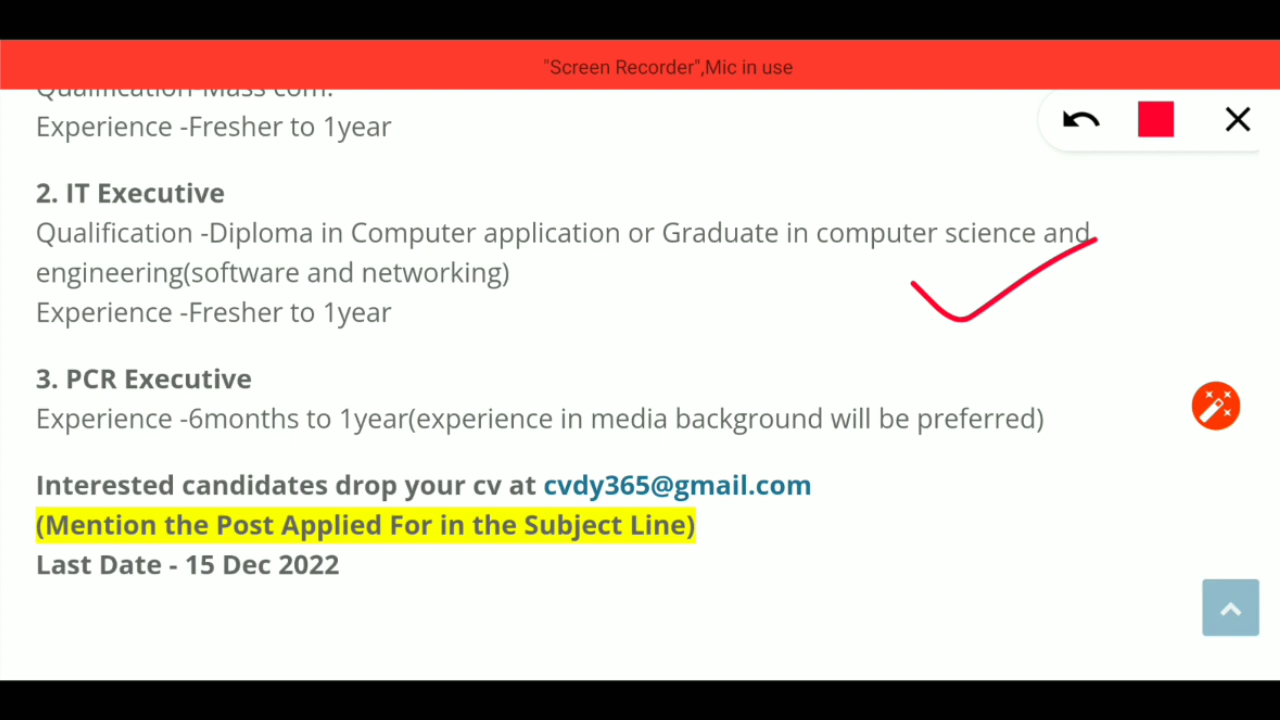 "Screen Recorder",Mic in use
Qualification-Mass com.
Experience -Fresher to 1year
2. IT Executive
Qualification -Diploma in Computer application or Graduate in computer science and
engineering(software and networking)
Experience -Fresher to 1year
3. PCR Executive
Experience -6months to 1year(experience in media background will be preferred)
Interested candidates drop your cv at cvdy365@gmail.com
(Mention the Post Applied For in the Subject Line)
Last Date - 15 Dec 2022